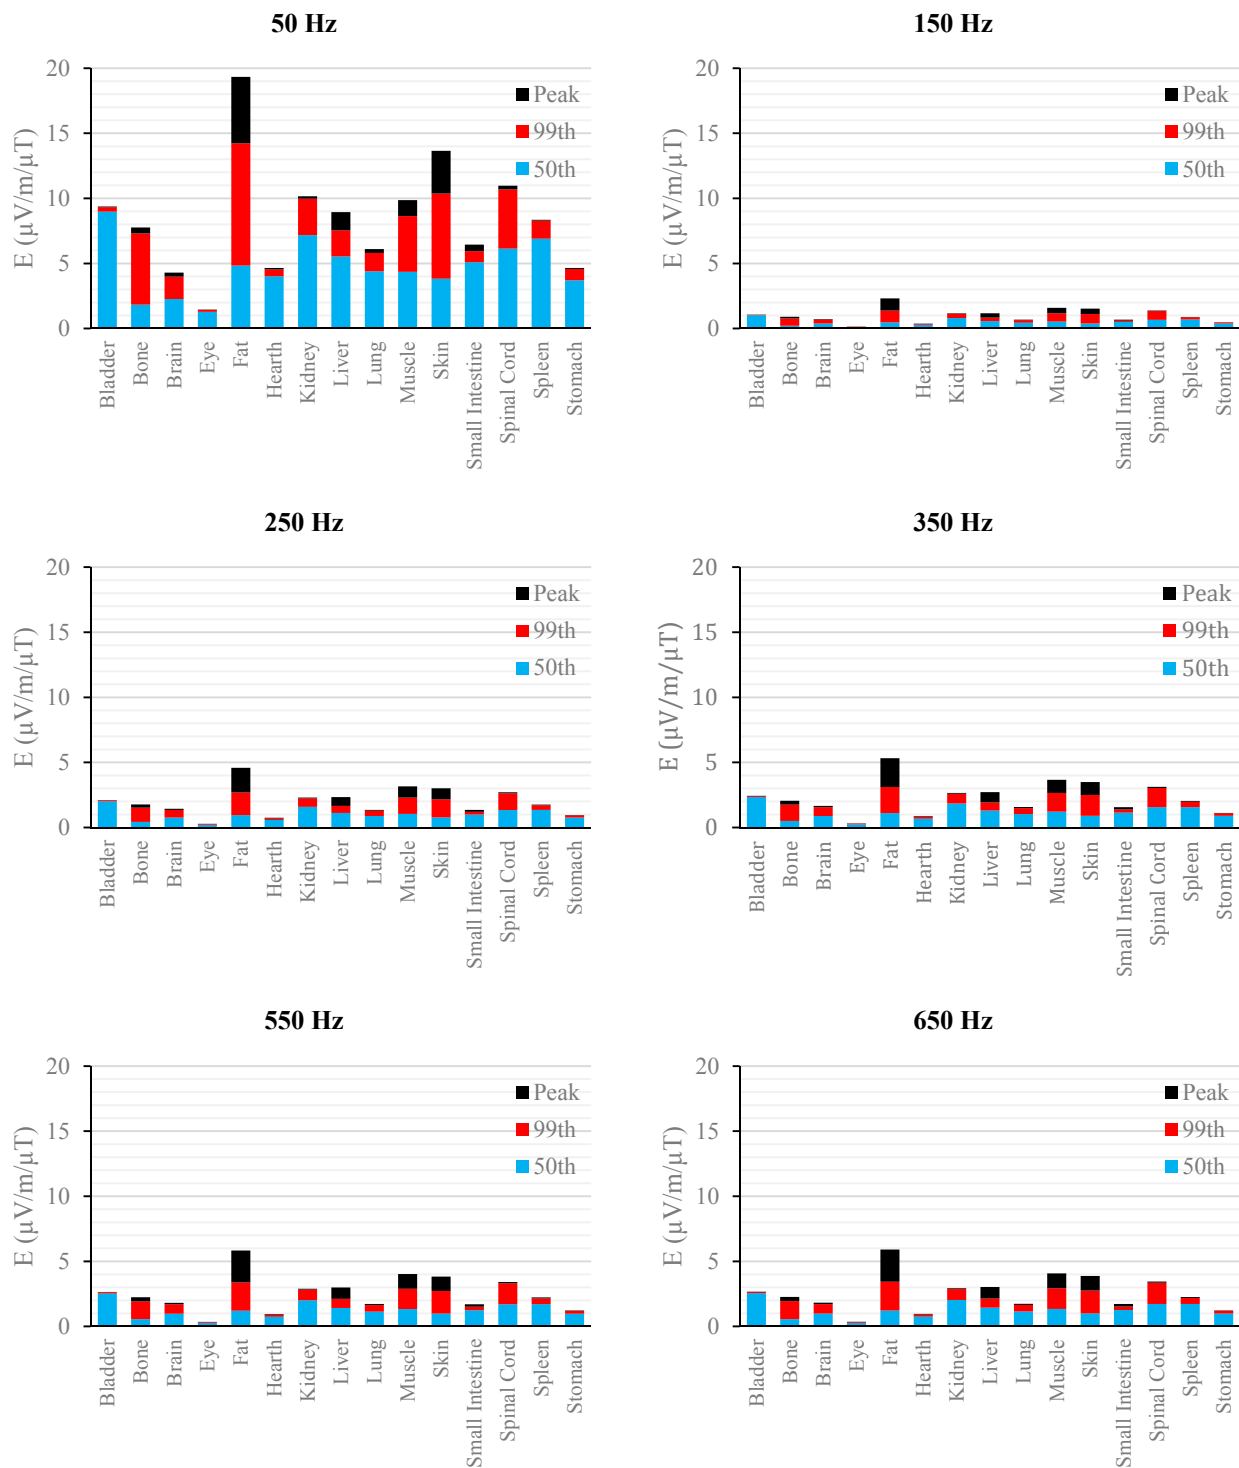 50 Hz
20
15
10
5
0
E (µV/m/µT)
Peak
99th
50th
Bladder
Bone
Brain
Eye
Fat
Hearth
Kidney
Liver
Lung
Muscle
Skin
Small Intestine
Spinal Cord
Spleen
Stomach
150 Hz
20
15
10
5
0
E (µV/m/µT)
Peak
99th
50th
Bladder
Bone
Brain
Eye
Fat
Hearth
Kidney
Liver
Lung
Muscle
Skin
Small Intestine
Spinal Cord
Spleen
Stomach
250 Hz
20
15
10
5
0
E (µV/m/µT)
Peak
99th
50th
Bladder
Bone
Brain
Eye
Fat
Hearth
Kidney
Liver
Lung
Muscle
Skin
Small Intestine
Spinal Cord
Spleen
Stomach
350 Hz
20
15
10
5
0
E (µV/m/µT)
Peak
99th
50th
Bladder
Bone
Brain
Eye
Fat
Hearth
Kidney
Liver
Lung
Muscle
Skin
Small Intestine
Spinal Cord
Spleen
Stomach
550 Hz
20
15
10
5
0
E (µV/m/µT)
Peak
99th
50th
Bladder
Bone
Brain
Eye
Fat
Hearth
Kidney
Liver
Lung
Muscle
Skin
Small Intestine
Spinal Cord
Spleen
Stomach
650 Hz
20
15
10
5
0
E (µV/m/µT)
Peak
99th
50th
Bladder
Bone
Brain
Eye
Fat
Hearth
Kidney
Liver
Lung
Muscle
Skin
Small Intestine
Spinal Cord
Spleen
Stomach